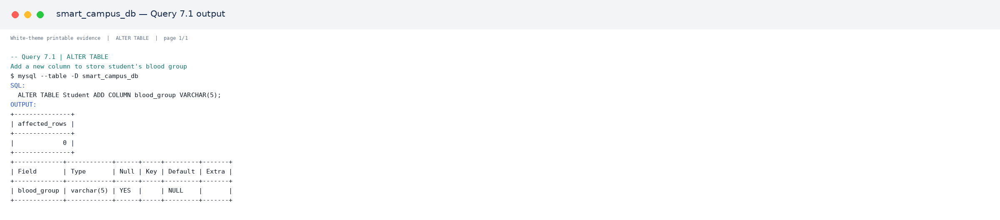 smart_campus_db — Query 7.1 output
White-theme printable evidence  |  ALTER TABLE  |  page 1/1
-- Query 7.1 | ALTER TABLE
Add a new column to store student's blood group
$ mysql --table -D smart_campus_db
SQL:
  ALTER TABLE Student ADD COLUMN blood_group VARCHAR(5);
OUTPUT:
+---------------+
| affected_rows |
+---------------+
|             0 |
+---------------+
+-------------+------------+------+-----+---------+-------+
| Field       | Type       | Null | Key | Default | Extra |
+-------------+------------+------+-----+---------+-------+
| blood_group | varchar(5) | YES  |     | NULL    |       |
+-------------+------------+------+-----+---------+-------+